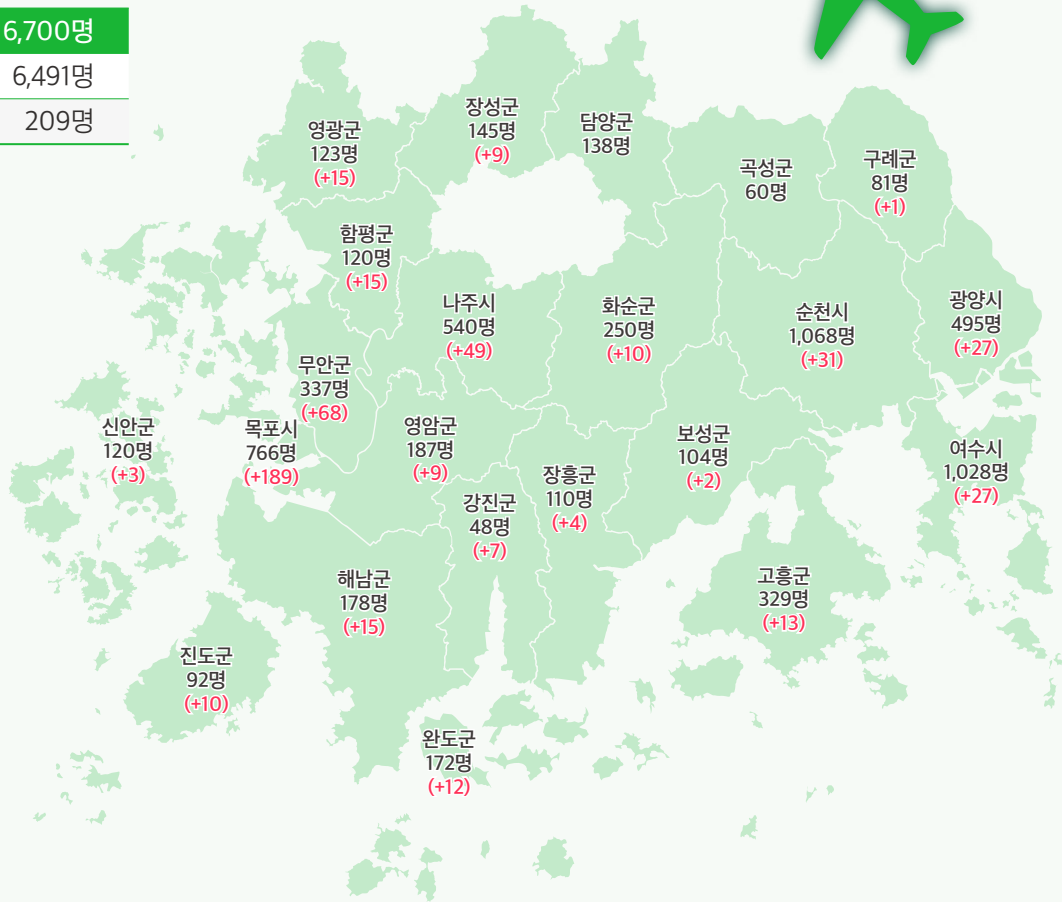 6,700명
6,491명
209명
장성군
145명
(+9)
담양군
138명
영광군
123명
(+15)
곡성군
60명
구례군
81명
(+1)
함평군
120명
(+15)
나주시
540명
(+49)
화순군
250명
(+10)
순천시
1,068명
(+31)
광양시
495명
(+27)
무안군
337명
(+68)
신안군
120명
(+3)
목포시
766명
(+189)
영암군
187명
(+9)
보성군
104명
(+2)
여수시
1,028명
(+27)
장흥군
110명
(+4)
강진군
48명
(+7)
해남군
178명
(+15)
고흥군
329명
(+13)
진도군
92명
(+10)
완도군
172명
(+12)